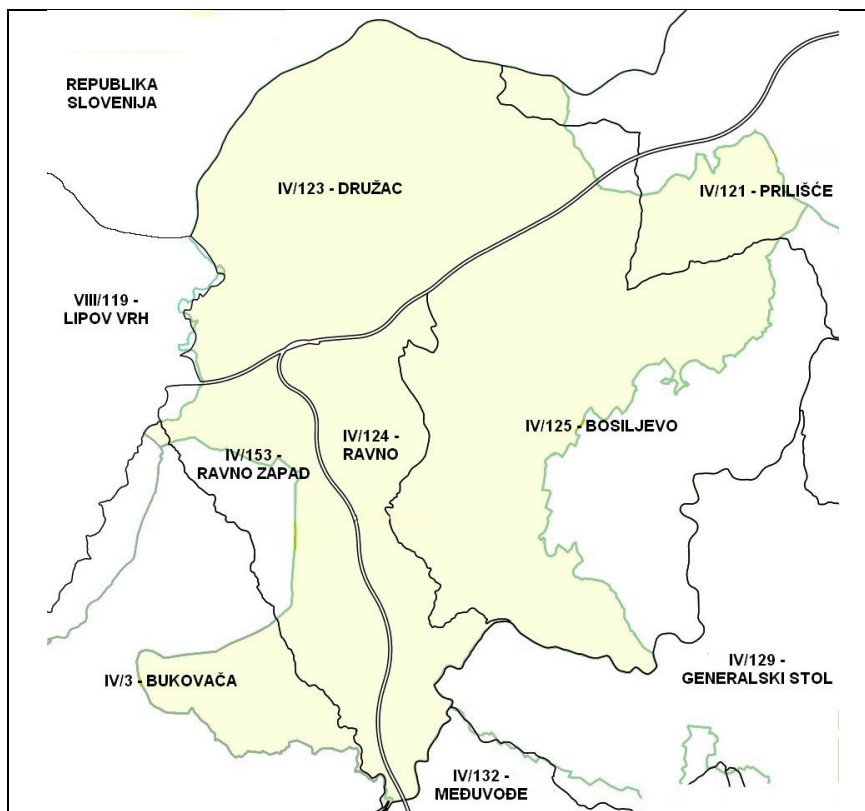 REPUBLIKA
SLOVENIJA
IV/123 - DRUŽAC
IV/121 - PRILIŠĆE
VIII/119 -
LIPOV VRH
IV/153 -
RAVNO ZAPAD
IV/124 -
RAVNO
IV/125 - BOSILJEVO
IV/3 - BUKOVAČA
IV/129 -
GENERALSKI STOL
IV/132 -
MEĐUVOĐE